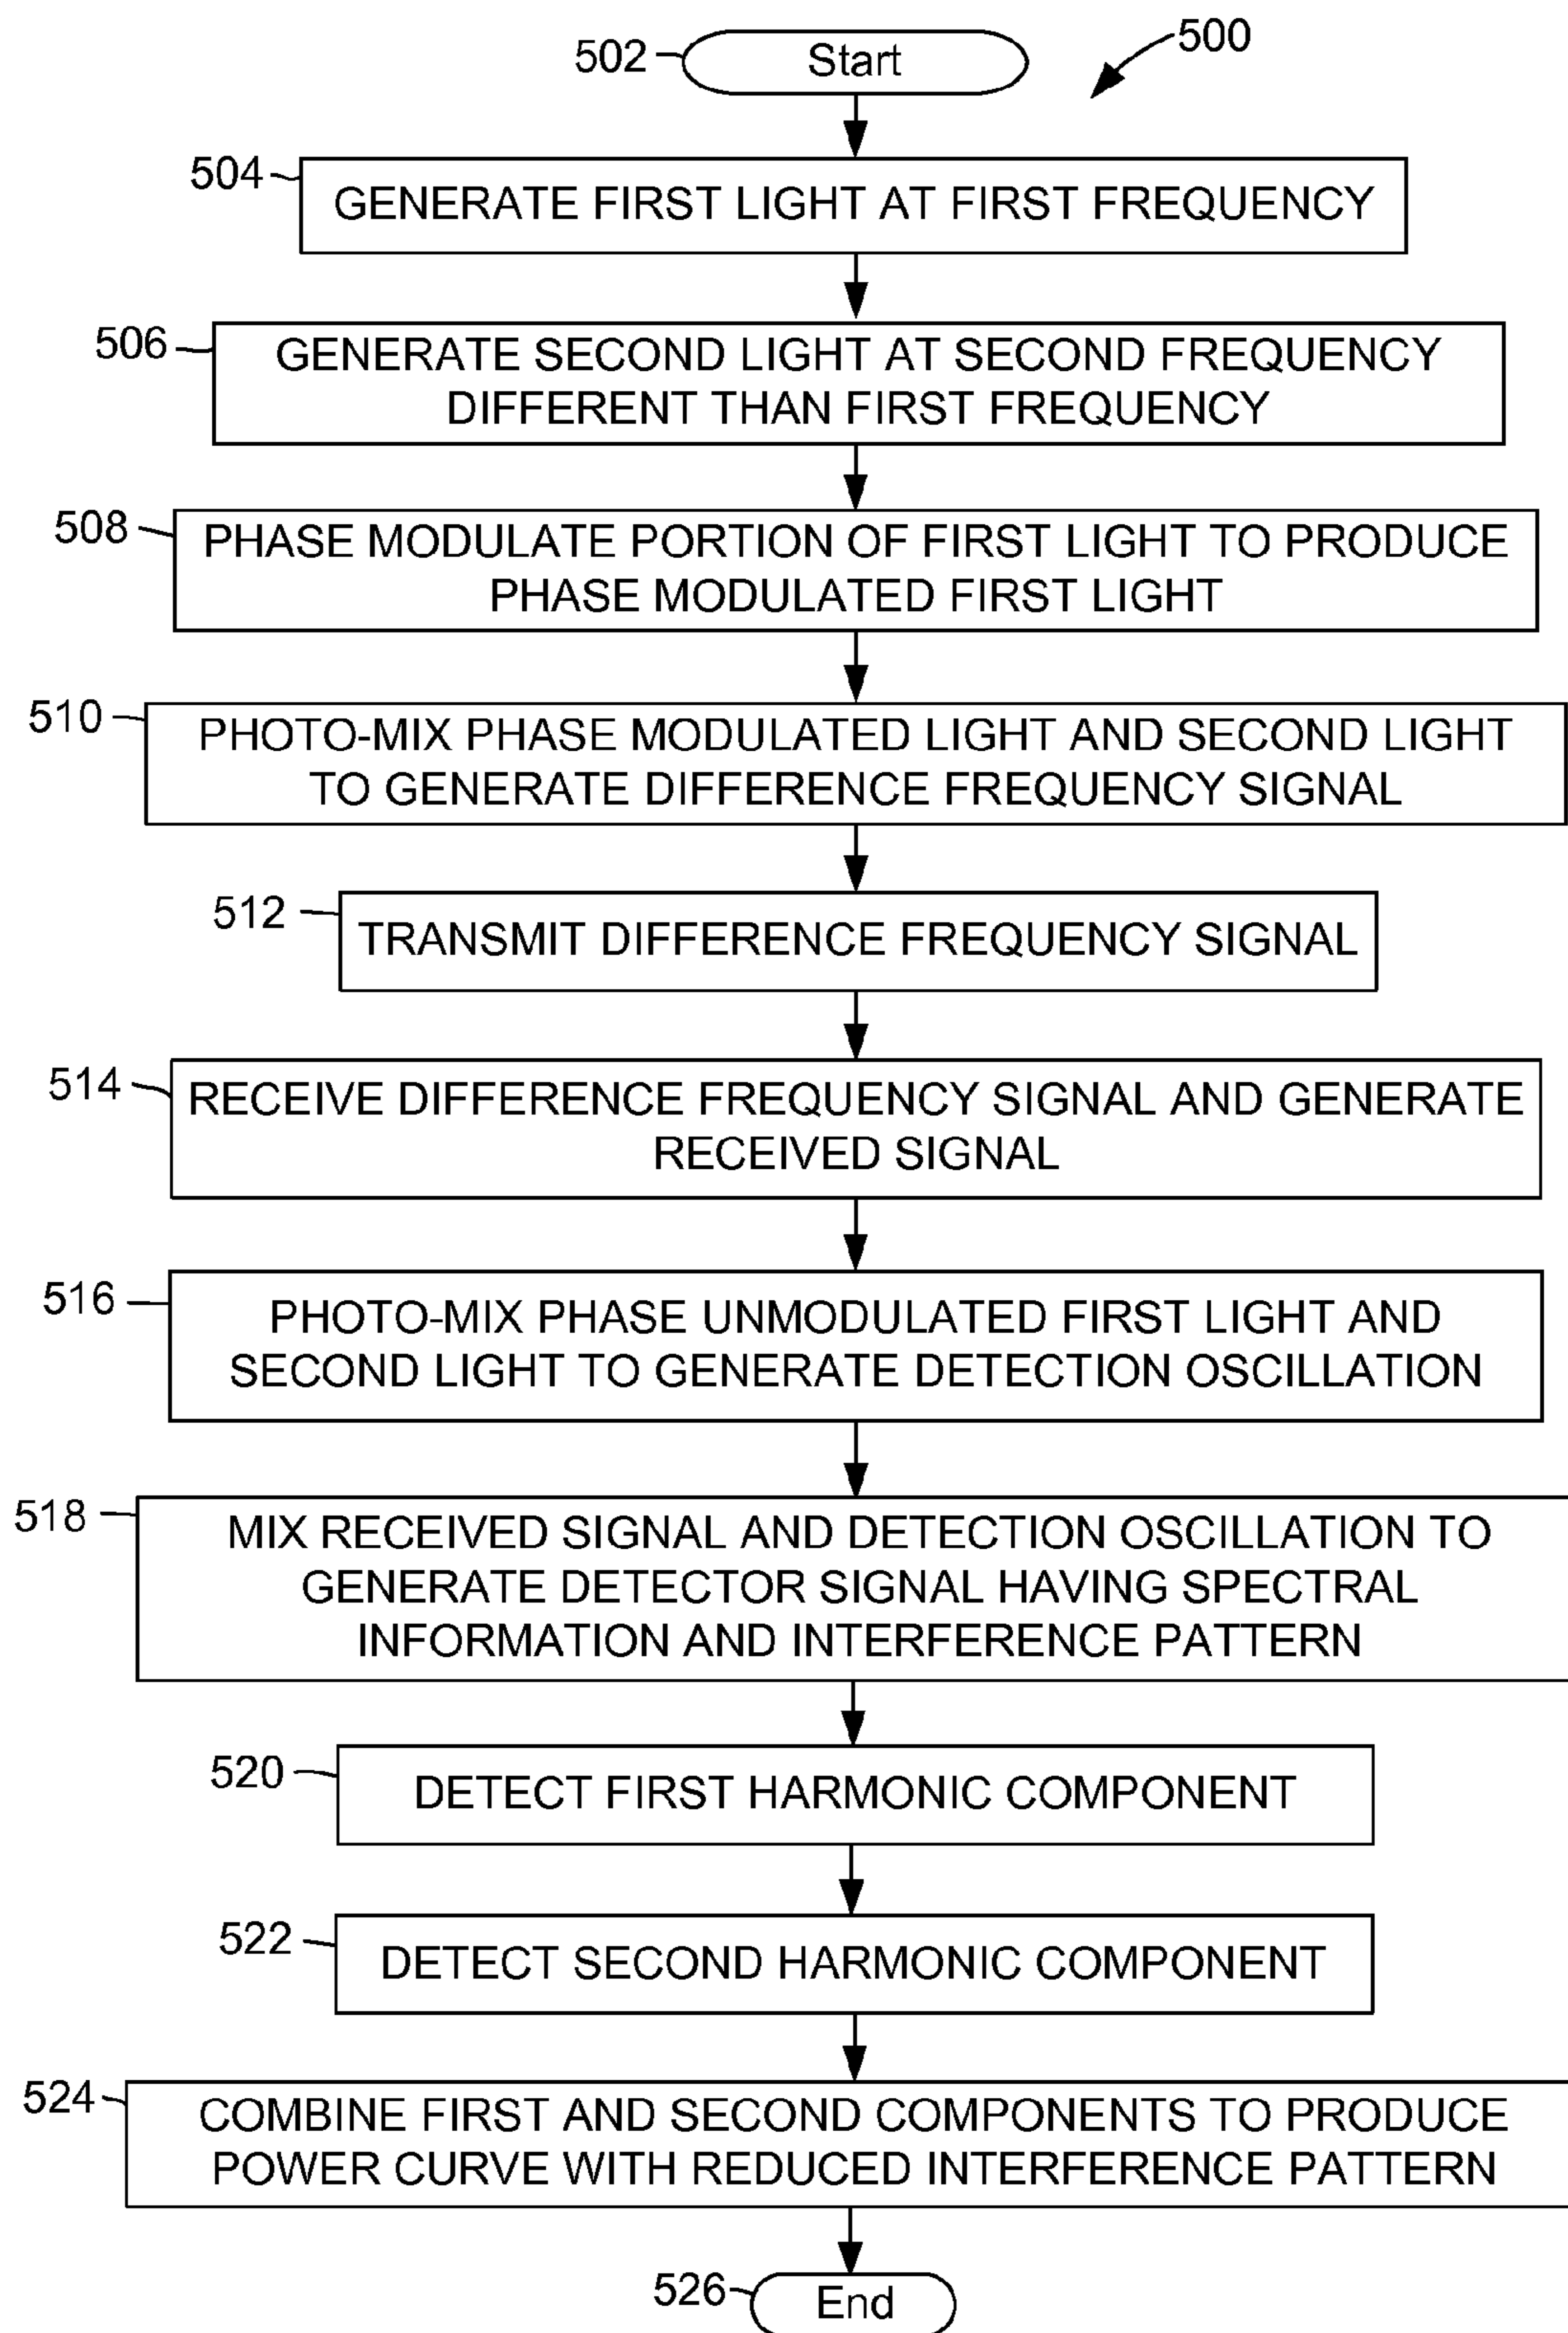 500
502
Start
504
GENERATE FIRST LIGHT AT FIRST FREQUENCY
506
GENERATE SECOND LIGHT AT SECOND FREQUENCY
DIFFERENT THAN FIRST FREQUENCY
508
PHASE MODULATE PORTION OF FIRST LIGHT TO PRODUCE
PHASE MODULATED FIRST LIGHT
510
PHOTO-MIX PHASE MODULATED LIGHT AND SECOND LIGHT
TO GENERATE DIFFERENCE FREQUENCY SIGNAL
512
TRANSMIT DIFFERENCE FREQUENCY SIGNAL
514
RECEIVE DIFFERENCE FREQUENCY SIGNAL AND GENERATE
RECEIVED SIGNAL
516
PHOTO-MIX PHASE UNMODULATED FIRST LIGHT AND
SECOND LIGHT TO GENERATE DETECTION OSCILLATION
518
MIX RECEIVED SIGNAL AND DETECTION OSCILLATION TO
GENERATE DETECTOR SIGNAL HAVING SPECTRAL
INFORMATION AND INTERFERENCE PATTERN
520
DETECT FIRST HARMONIC COMPONENT
522
DETECT SECOND HARMONIC COMPONENT
524
COMBINE FIRST AND SECOND COMPONENTS TO PRODUCE
POWER CURVE WITH REDUCED INTERFERENCE PATTERN
526
End